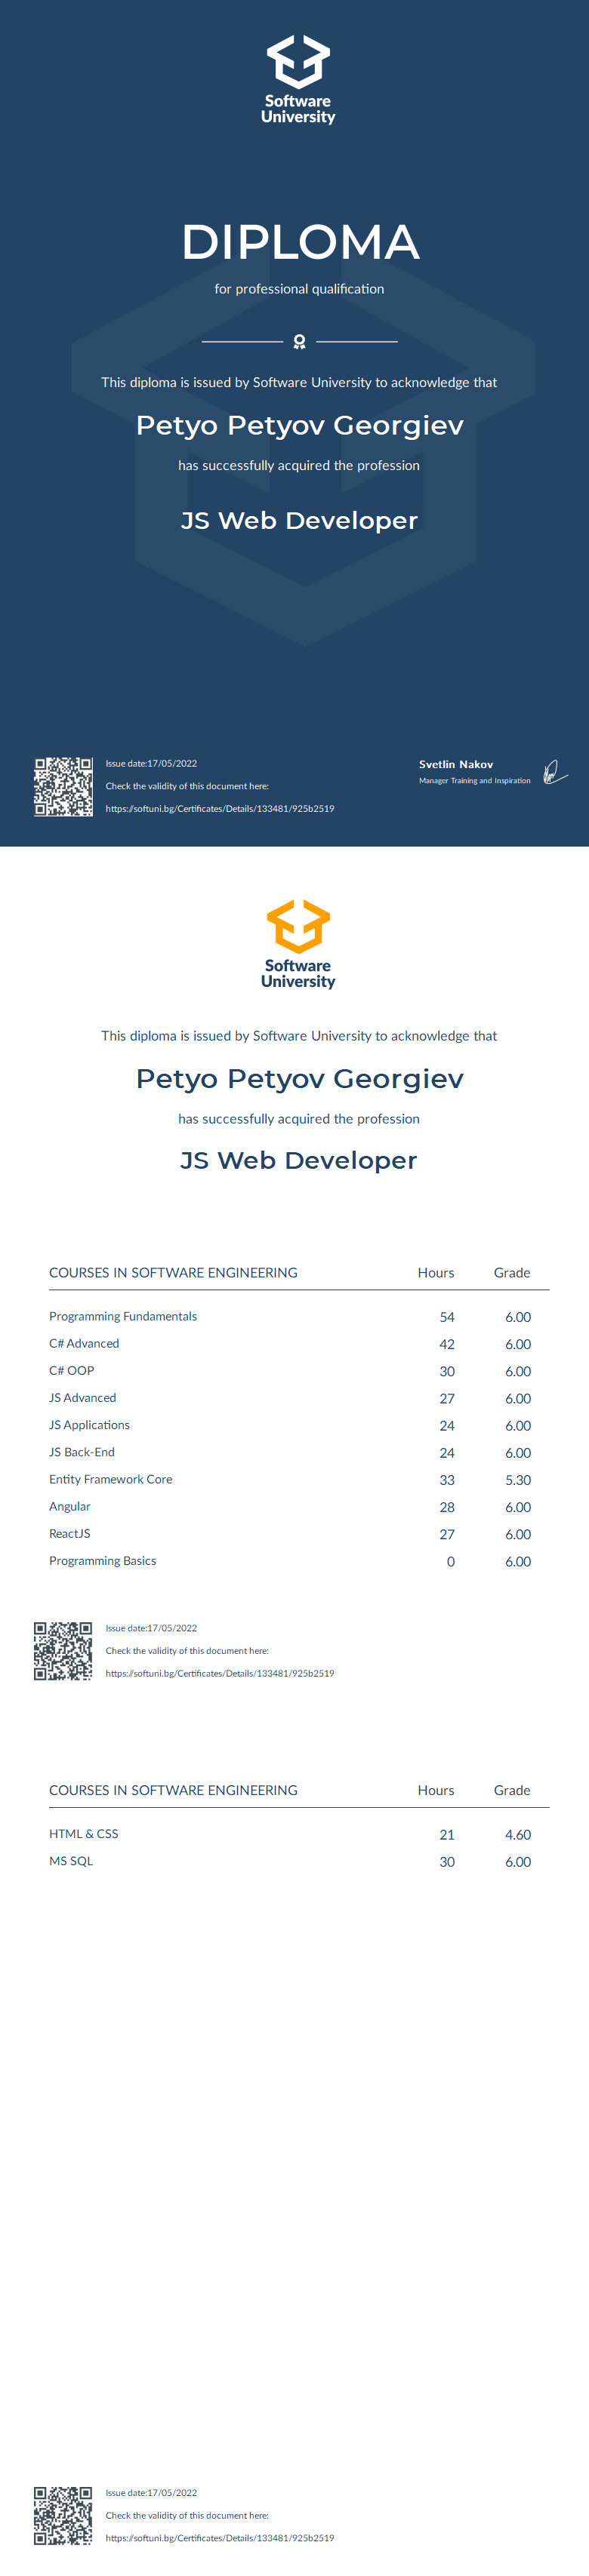 Software
University
DIPLOMA
for professional qualification
This diploma is issued by Software University to acknowledge that
Petyo Petyov Georgiev
has successfully acquired the profession
JS Web Developer
Issue date:17/05/2022
Check the validity of this document here:
https://softuni.bg/Certificates/Details/133481/925b2519
Svetlin Nakov
Manager Training and Inspiration
Software
University
This diploma is issued by Software University to acknowledge that
Petyo Petyov Georgiev
has successfully acquired the profession
JS Web Developer
COURSES IN SOFTWARE ENGINEERING Hours Grade
Programming Fundamentals 54 6.00
C# Advanced 42 6.00
C# OOP 30 6.00
JS Advanced 27 6.00
JS Applications 24 6.00
JS Back-End 24 6.00
Entity Framework Core 33 5.30
Angular 28 6.00
ReactJS 27 6.00
Programming Basics 0 6.00
Issue date:17/05/2022
Check the validity of this document here:
https://softuni.bg/Certificates/Details/133481/925b2519
COURSES IN SOFTWARE ENGINEERING Hours Grade
HTML & CSS 21 4.60
MS SQL 30 6.00
Issue date:17/05/2022
Check the validity of this document here:
https://softuni.bg/Certificates/Details/133481/925b2519